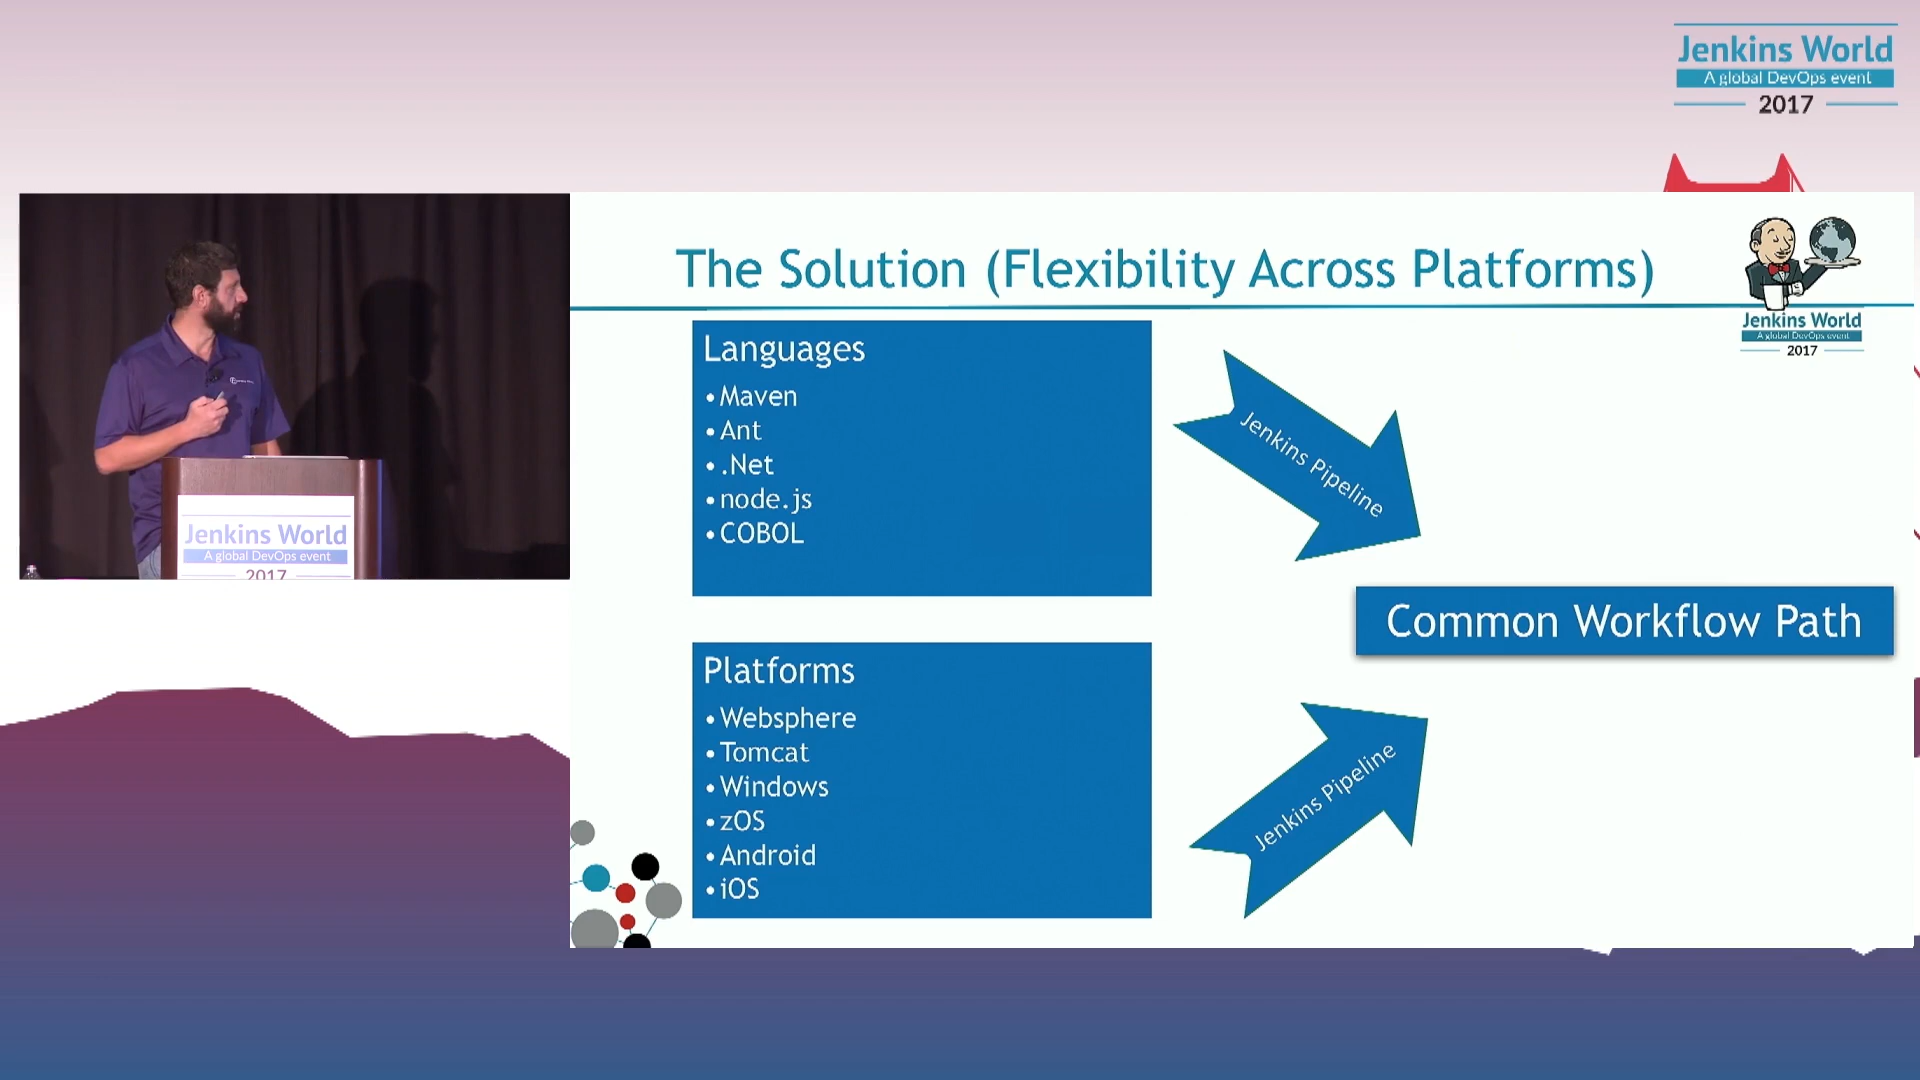 Jenkins World
A global DevOps event
2017
The Solution (Flexibility Across Platforms)
Jenkins World
A global DevOps event
2017
Languages
• Maven
• Ant
• .Net
• node.js
• COBOL
Jenkins Pipeline
Common Workflow Path
Platforms
• Websphere
• Tomcat
• Windows
• zOS
• Android
• iOS
Jenkins Pipeline
Jenkins World
A global DevOps event
2017